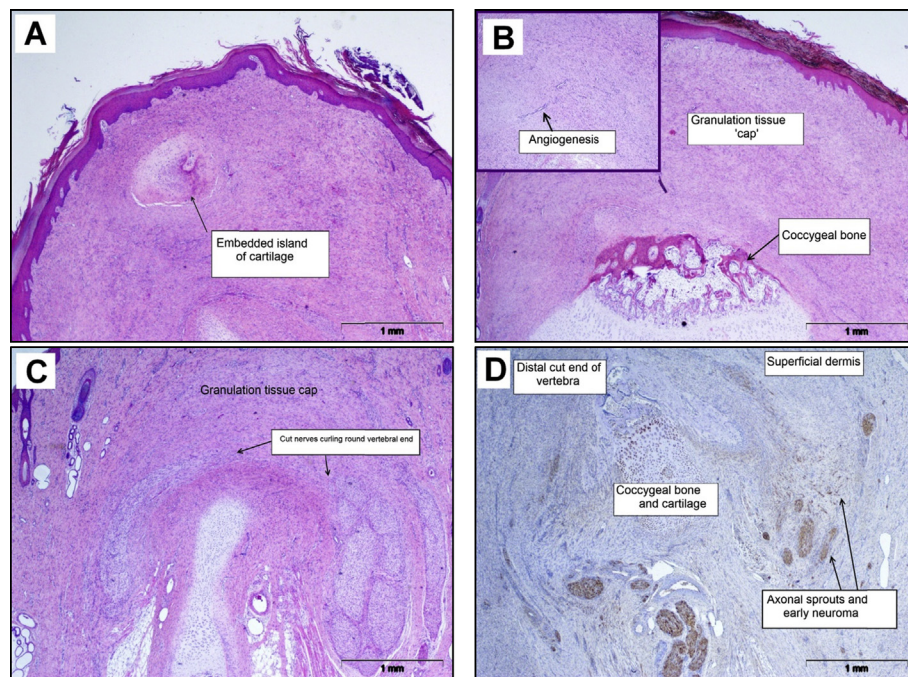 A
Embedded island
of cartilage
1 mm
B
Angiogenesis
Granulation tissue
'cap'
Coccygeal bone
1 mm
C
Granulation tissue cap
Cut nerves curling round vertebral end
1 mm
D
Distal cut end of
vertebra
Superficial dermis
Coccygeal bone
and cartilage
Axonal sprouts and
early neuroma
1 mm